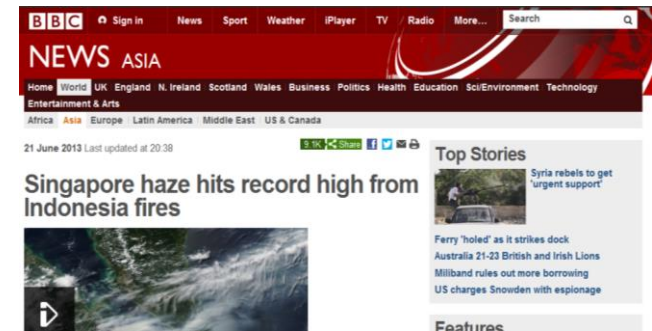 BBC Sign in News Sport Weather iPlayer TV Radio More... Search
NEWS ASIA
Home World UK England N. Ireland Scotland Wales Business Politics Health Education Sci/Environment Technology
Entertainment & Arts
Africa Asia Europe Latin America Middle East US & Canada
21 June 2013 Last updated at 20:38
9.1K Share
Singapore haze hits record high from
Indonesia fires
Top Stories
Syria rebels to get
'urgent support'
Ferry 'holed' as it strikes dock
Australia 21-23 British and Irish Lions
Miliband rules out more borrowing
US charges Snowden with espionage
Features